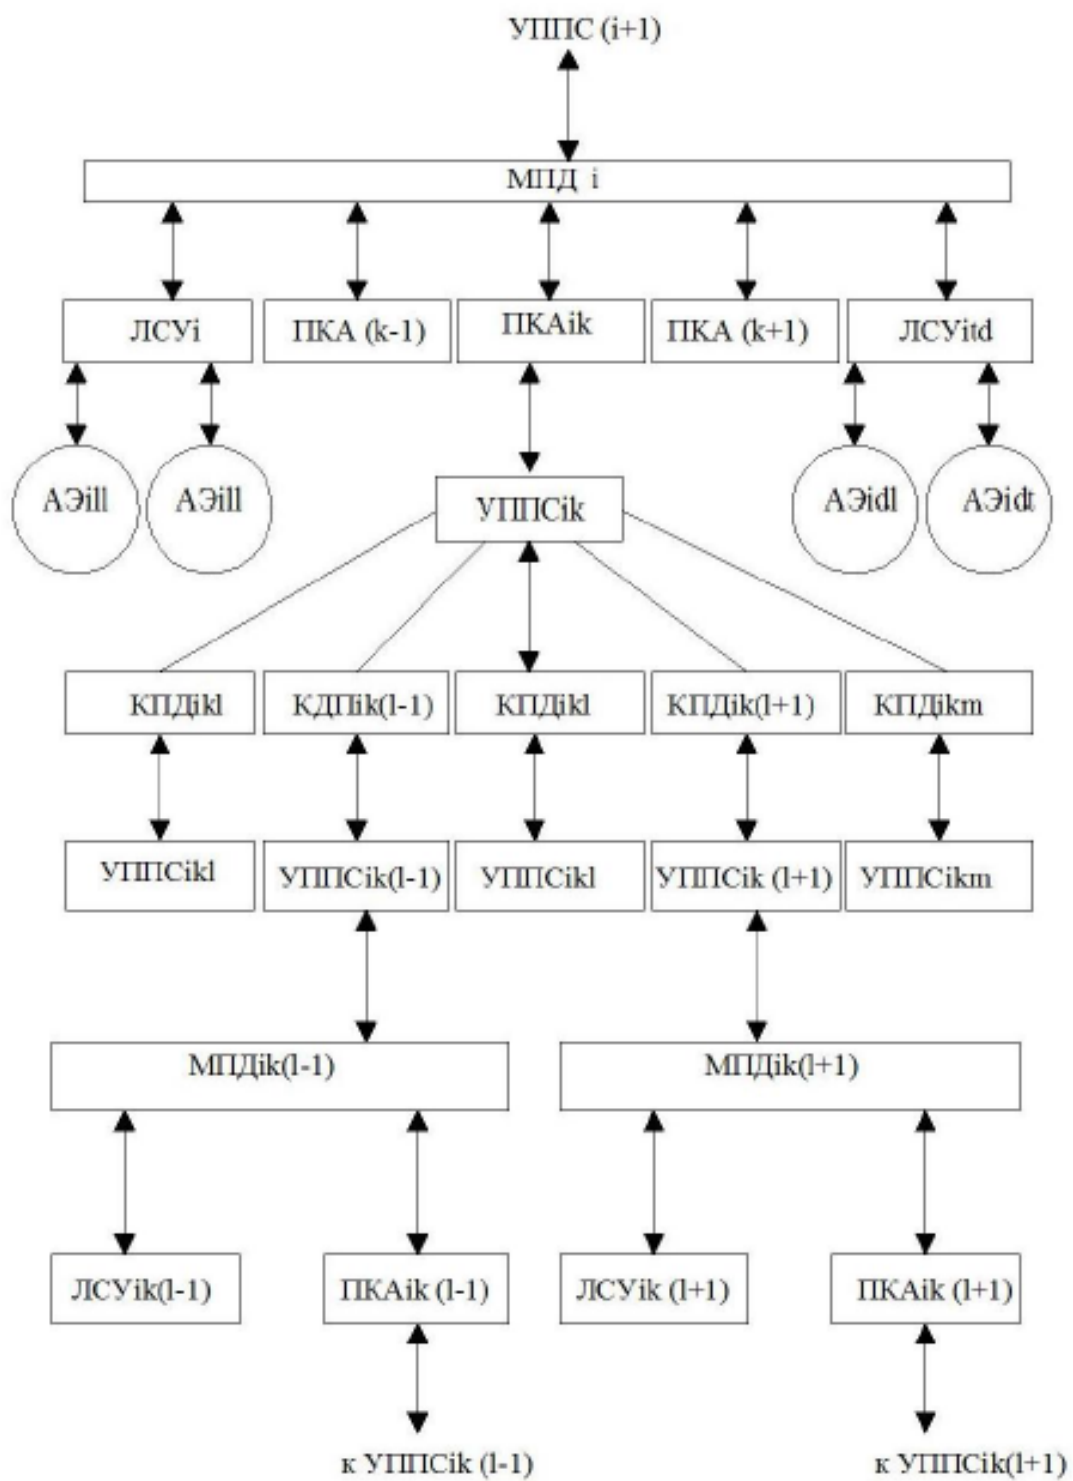 УППС (i+1)
МПД i
ЛСУi
ПКА (k-1)
ПКАik
ПКА (k+1)
ЛСУitd
АЭill
АЭill
УППСik
АЭidl
АЭidt
КПДikl
КДПik(l-1)
КПДikl
КПДik(l+1)
КПДikm
УППСikl
УППСik(l-1)
УППСikl
УППСik (l+1)
УППСikm
МПДik(l-1)
МПДik(l+1)
ЛСУik(l-1)
ПКАik (l-1)
ЛСУik (l+1)
ПКАik (l+1)
к УППСik (l-1)
к УППСik(l+1)